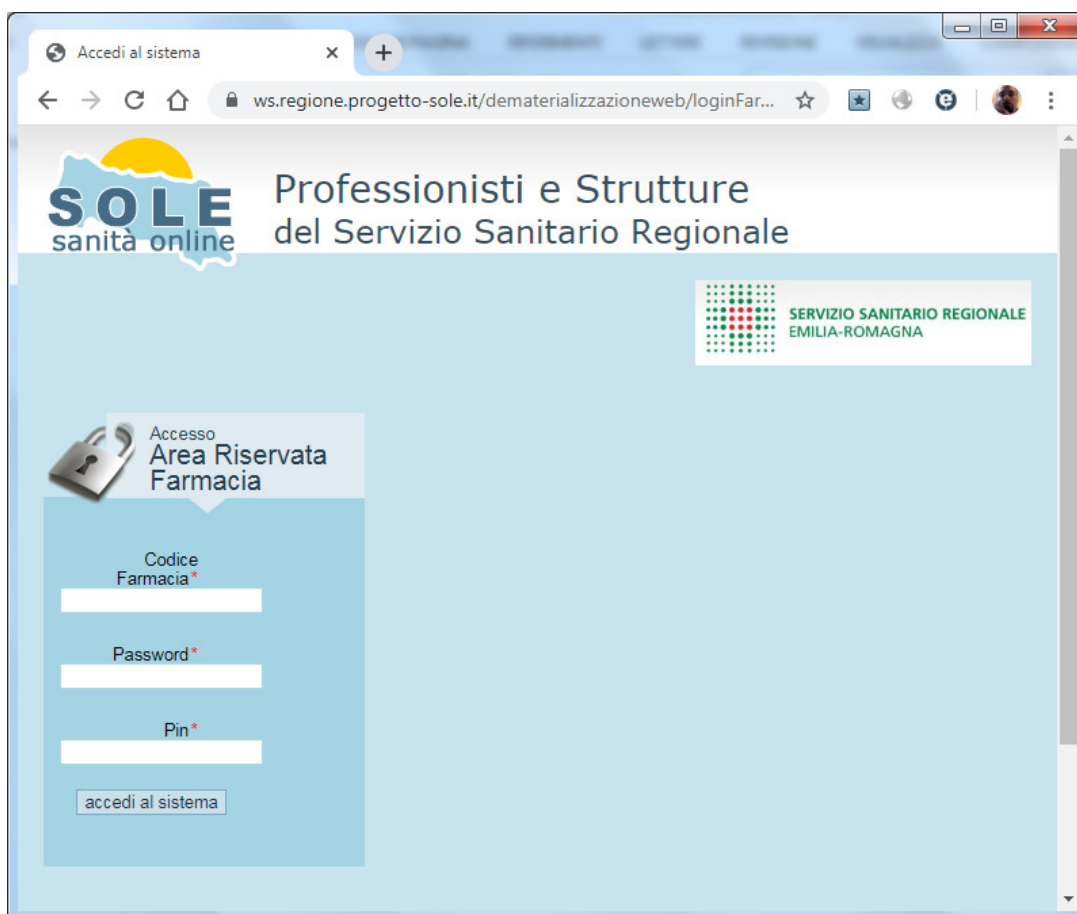 Accedi al sistema
ws.regione.progetto-sole.it/dematerializzazioneweb/loginFar...
SOLE
sanità online
Professionisti e Strutture
del Servizio Sanitario Regionale
SERVIZIO SANITARIO REGIONALE
EMILIA-ROMAGNA
Accesso
Area Riservata
Farmacia
Codice
Farmacia*
Password*
Pin*
accedi al sistema